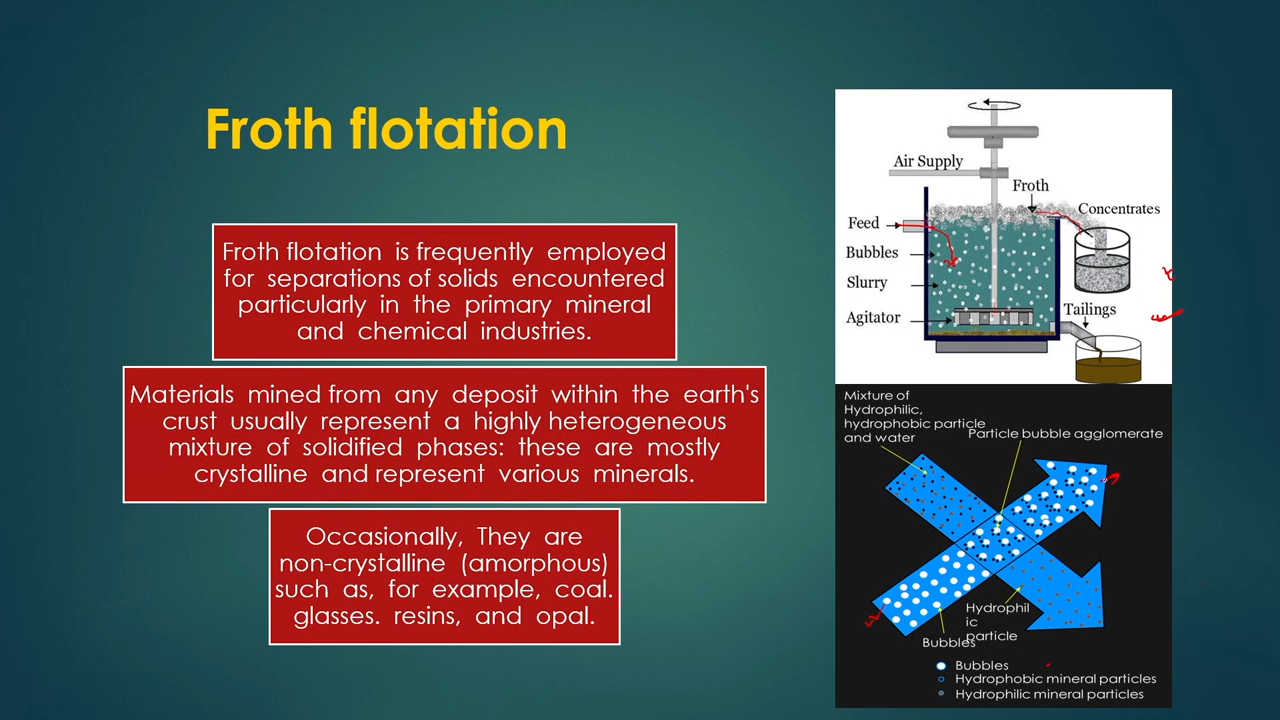 Froth flotation
Froth flotation is frequently employed
for separations of solids encountered
particularly in the primary mineral
and chemical industries.
Materials mined from any deposit within the earth's
crust usually represent a highly heterogeneous
mixture of solidified phases: these are mostly
crystalline and represent various minerals.
Occasionally, They are
non-crystalline (amorphous)
such as, for example, coal.
glasses. resins, and opal.
Air Supply
Froth
Concentrates
Feed
Bubbles
Slurry
Agitator
Tailings
Mixture of
Hydrophilic,
hydrophobic particle
and water
Particle bubble agglomerate
Hydrophil
ic
particle
Bubbles
Bubbles
Hydrophobic mineral particles
Hydrophilic mineral particles